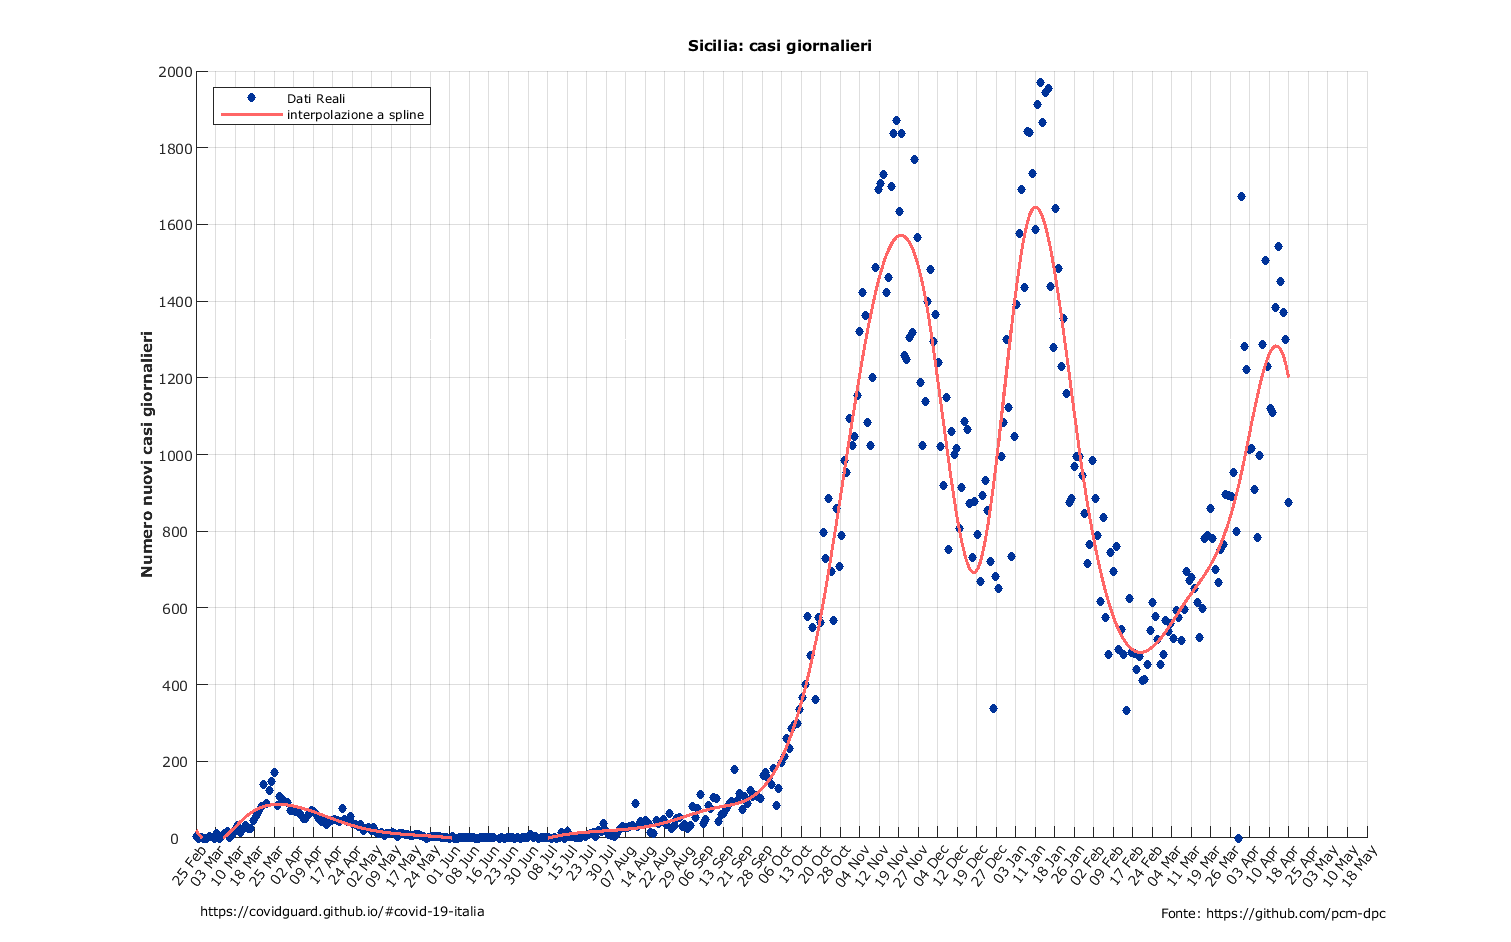 Sicilia: casi giornalieri
Dati Reali
interpolazione a spline
Numero nuovi casi giornalieri
2000
1800
1600
1400
1200
1000
800
600
400
200
0
25 Feb
03 Mar
10 Mar
18 Mar
25 Mar
02 Apr
09 Apr
17 Apr
24 Apr
02 May
09 May
17 May
24 May
01 Jun
08 Jun
16 Jun
23 Jun
30 Jun
08 Jul
15 Jul
23 Jul
30 Jul
07 Aug
14 Aug
22 Aug
29 Aug
06 Sep
13 Sep
21 Sep
28 Sep
06 Oct
13 Oct
20 Oct
28 Oct
04 Nov
12 Nov
19 Nov
27 Nov
04 Dec
12 Dec
19 Dec
27 Dec
03 Jan
11 Jan
18 Jan
26 Jan
02 Feb
09 Feb
17 Feb
24 Feb
04 Mar
11 Mar
19 Mar
26 Mar
03 Apr
10 Apr
18 Apr
25 Apr
03 May
10 May
18 May
https://covidguard.github.io/#covid-19-italia
Fonte: https://github.com/pcm-dpc